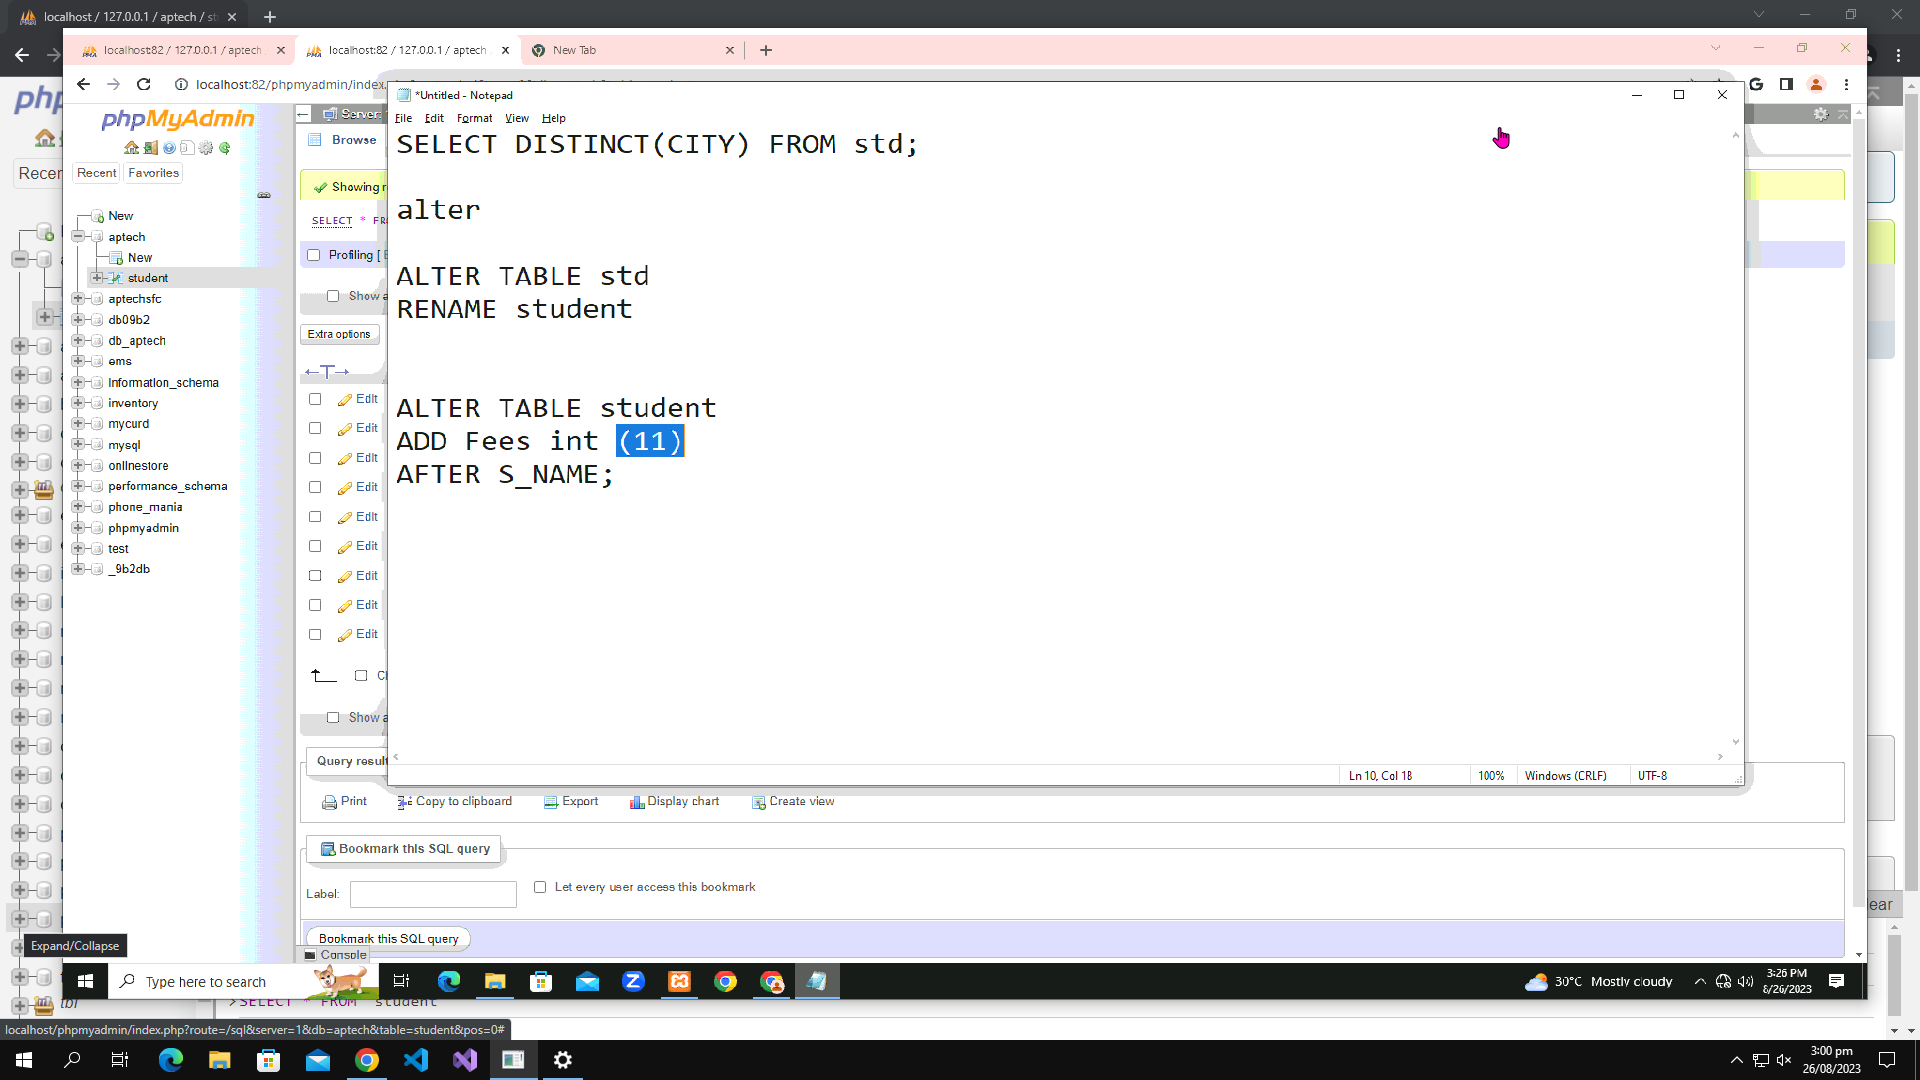 localhost / 127.0.0.1 / aptech / st
localhost:82 / 127.0.0.1 / aptech
localhost:82 / 127.0.0.1 / aptech
New Tab
localhost:82/phpmyadmin/index.
*Untitled - Notepad
File Edit Format View Help
phpMyAdmin
Recent Favorites
New
aptech
New
student
aptechsfc
db09b2
db_aptech
ems
information_schema
inventory
mycurd
mysql
onlinestore
performance_schema
phone_mania
phpmyadmin
test
_9b2db
Server:
Browse
Showing r
SELECT * FR
Profiling [ E
Show a
Extra options
Edit
Edit
Edit
Edit
Edit
Edit
Edit
Edit
Edit
Show a
SELECT DISTINCT(CITY) FROM std;
alter
ALTER TABLE std
RENAME student
ALTER TABLE student
ADD Fees int (11)
AFTER S_NAME;
Ln 10, Col 18 100% Windows (CRLF) UTF-8
Query result
Print Copy to clipboard Export Display chart Create view
Bookmark this SQL query
Label: Let every user access this bookmark
Bookmark this SQL query
Console
Expand/Collapse
Type here to search
30°C Mostly cloudy
3:26 PM
8/26/2023
>SELECT * FROM student
localhost/phpmyadmin/index.php?route=/sql&server=1&db=aptech&table=student&pos=0#
3:00 pm
26/08/2023